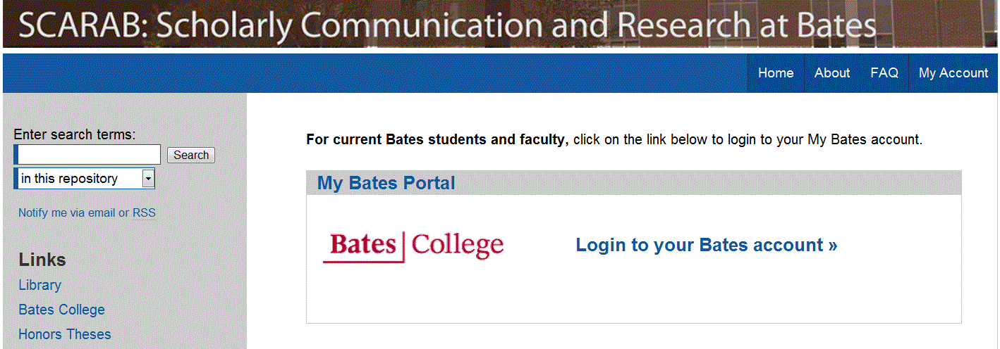 SCARAB: Scholarly Communication and Research at Bates
Home About FAQ My Account
Enter search terms:
Search
in this repository
Notify me via email or RSS
Links
Library
Bates College
Honors Theses
For current Bates students and faculty, click on the link below to login to your My Bates account.
My Bates Portal
Bates College
Login to your Bates account »